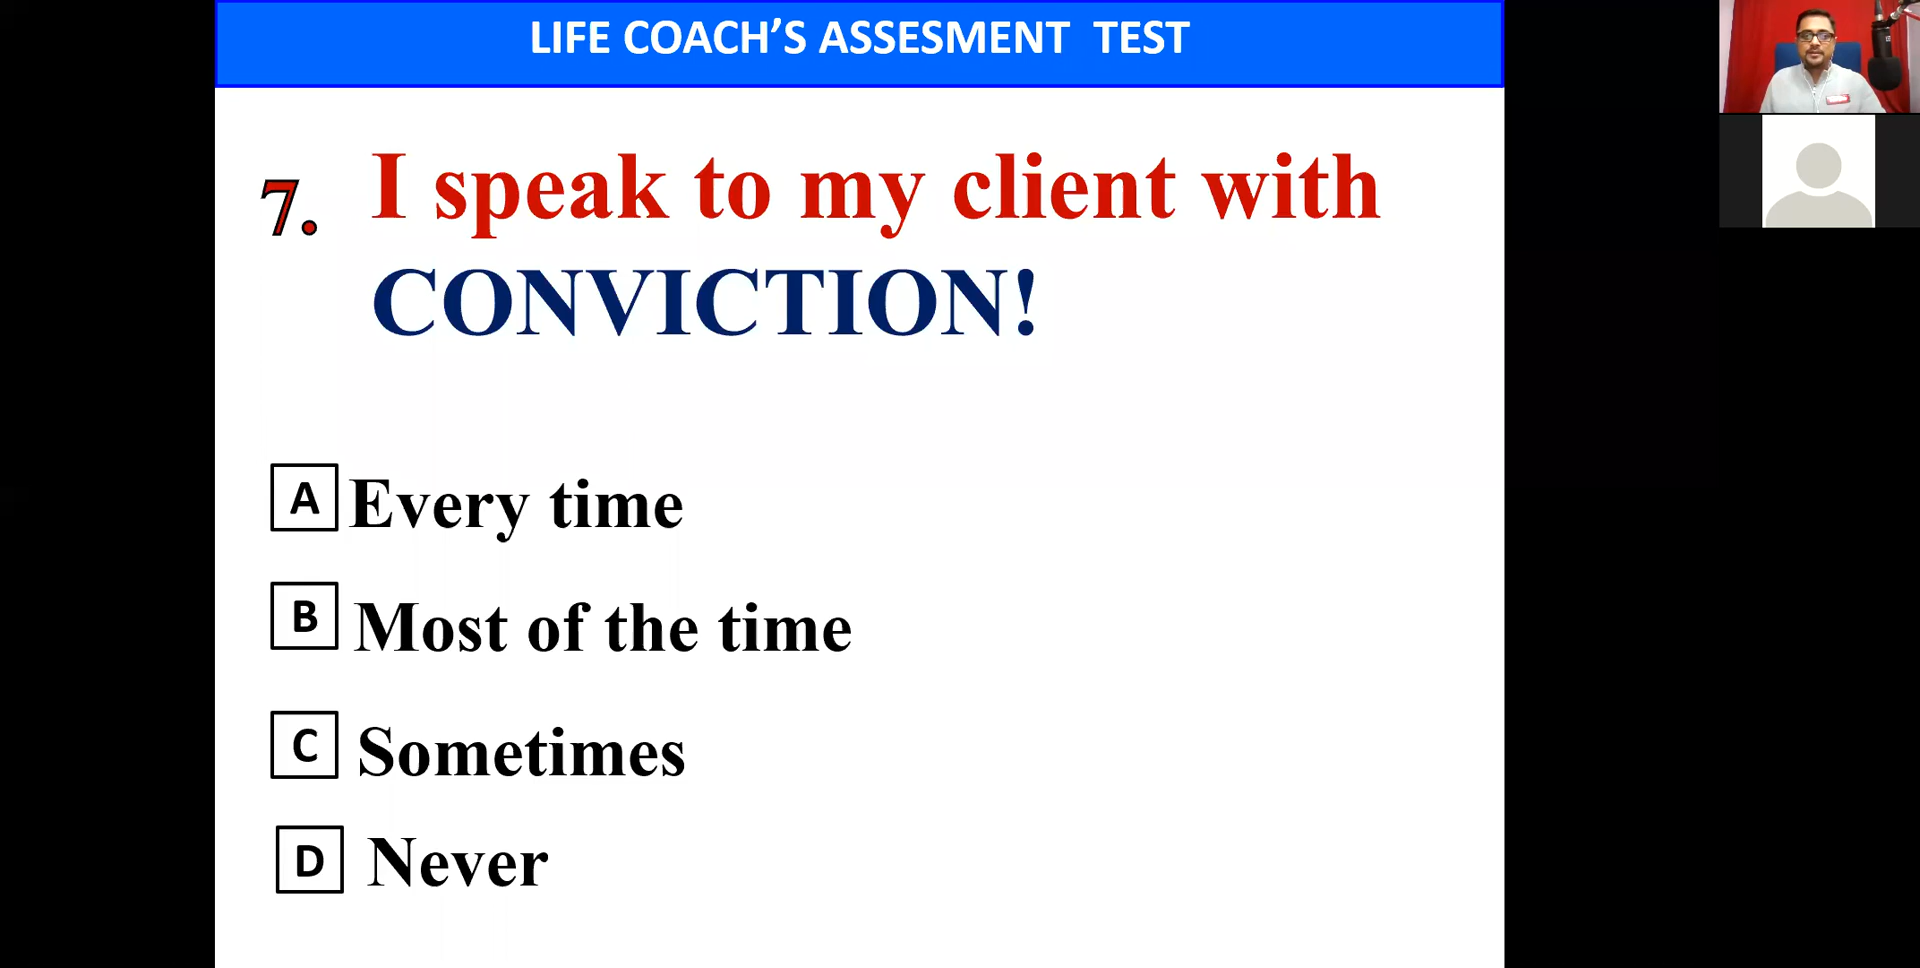 LIFE COACH’S ASSESMENT TEST
7. I speak to my client with
CONVICTION!
A Every time
B Most of the time
C Sometimes
D Never